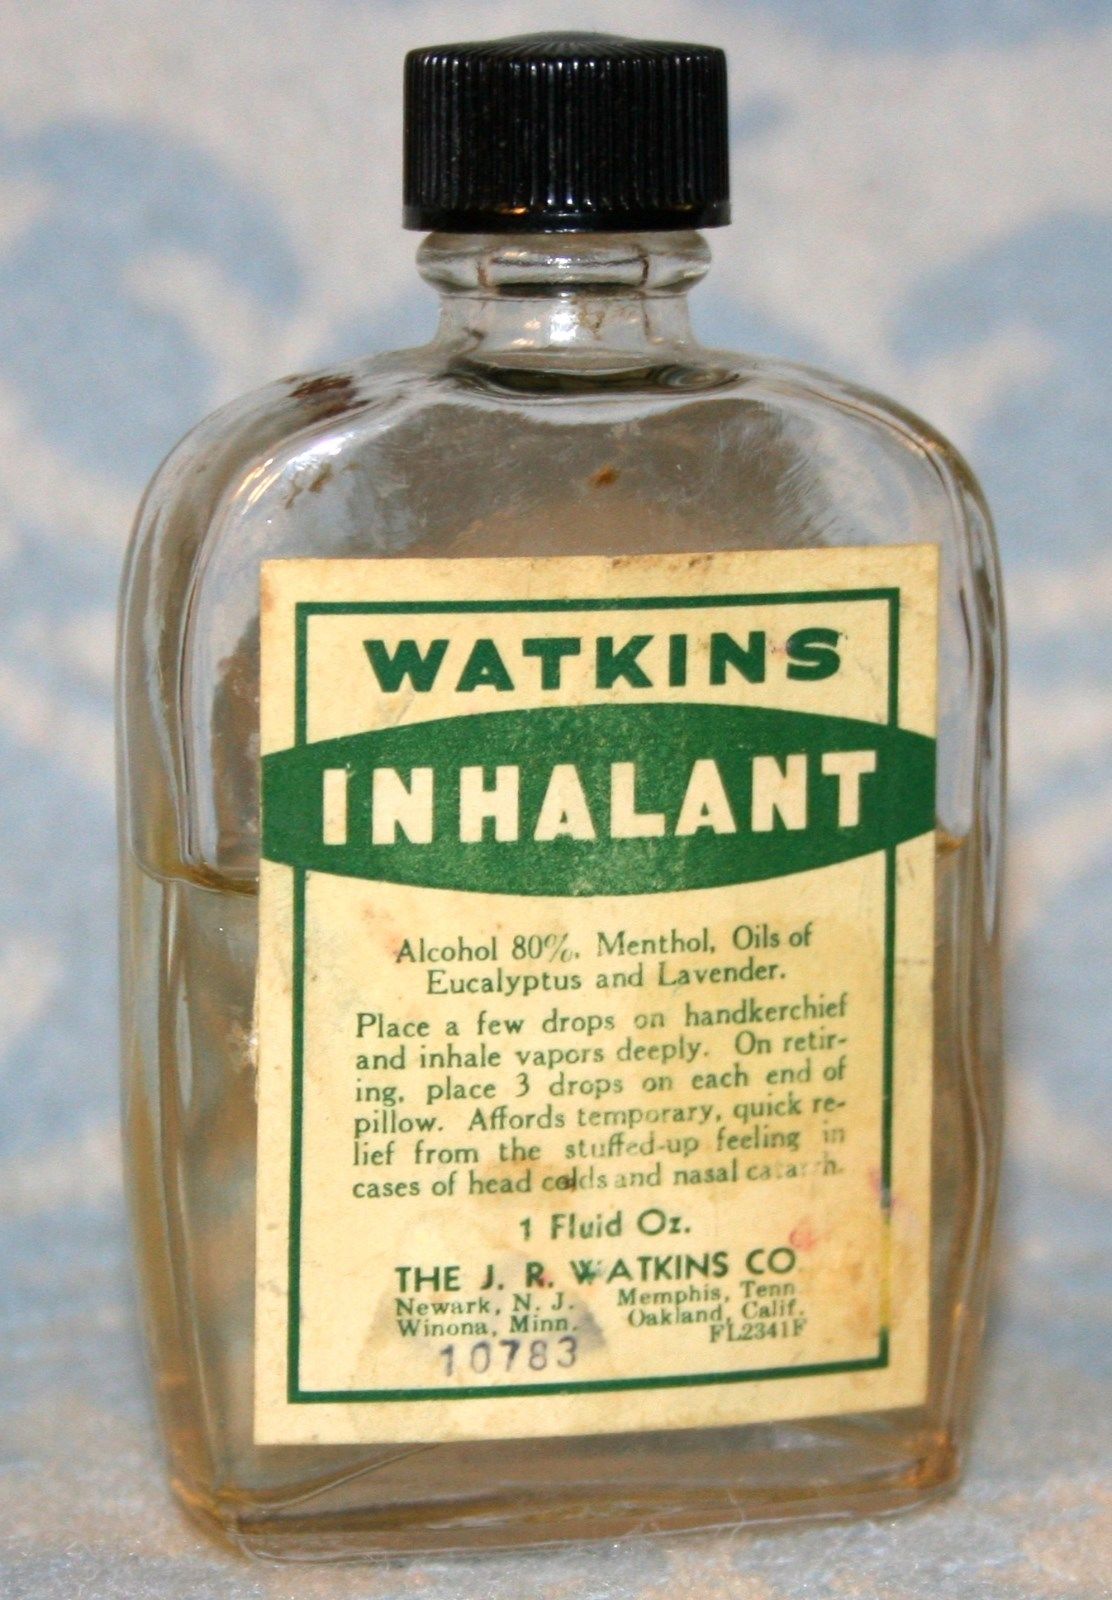 WATKINS
INHALANT
Alcohol 80%, Menthol, Oils of
Eucalyptus and Lavender.
Place a few drops on handkerchief
and inhale vapors deeply. On retir-
ing, place 3 drops on each end of
pillow. Affords temporary, quick re-
lief from the stuffed-up feeling in
cases of head colds and nasal catarrh.
1 Fluid Oz.
THE J. R. WATKINS CO.
Newark, N. J. Memphis, Tenn.
Winona, Minn. Oakland, Calif.
FL2341F
10783